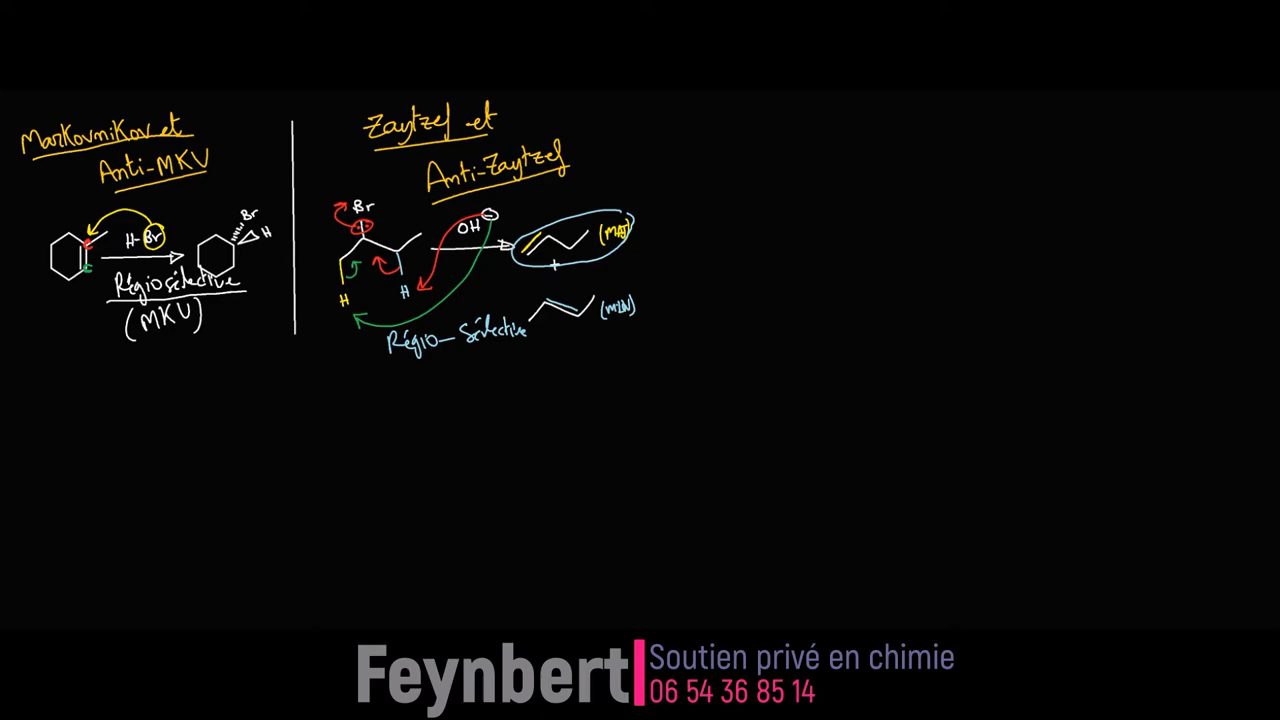 Markovnikov et
Anti-MKV
H-Br
Br
H
Régiosélective
(MKV)
Zaytzef et
Anti-Zaytzef
Br
OH
H
H
(MAJ)
+
(MIN)
Régio-Sélective
Feynbert
Soutien privé en chimie
06 54 36 85 14